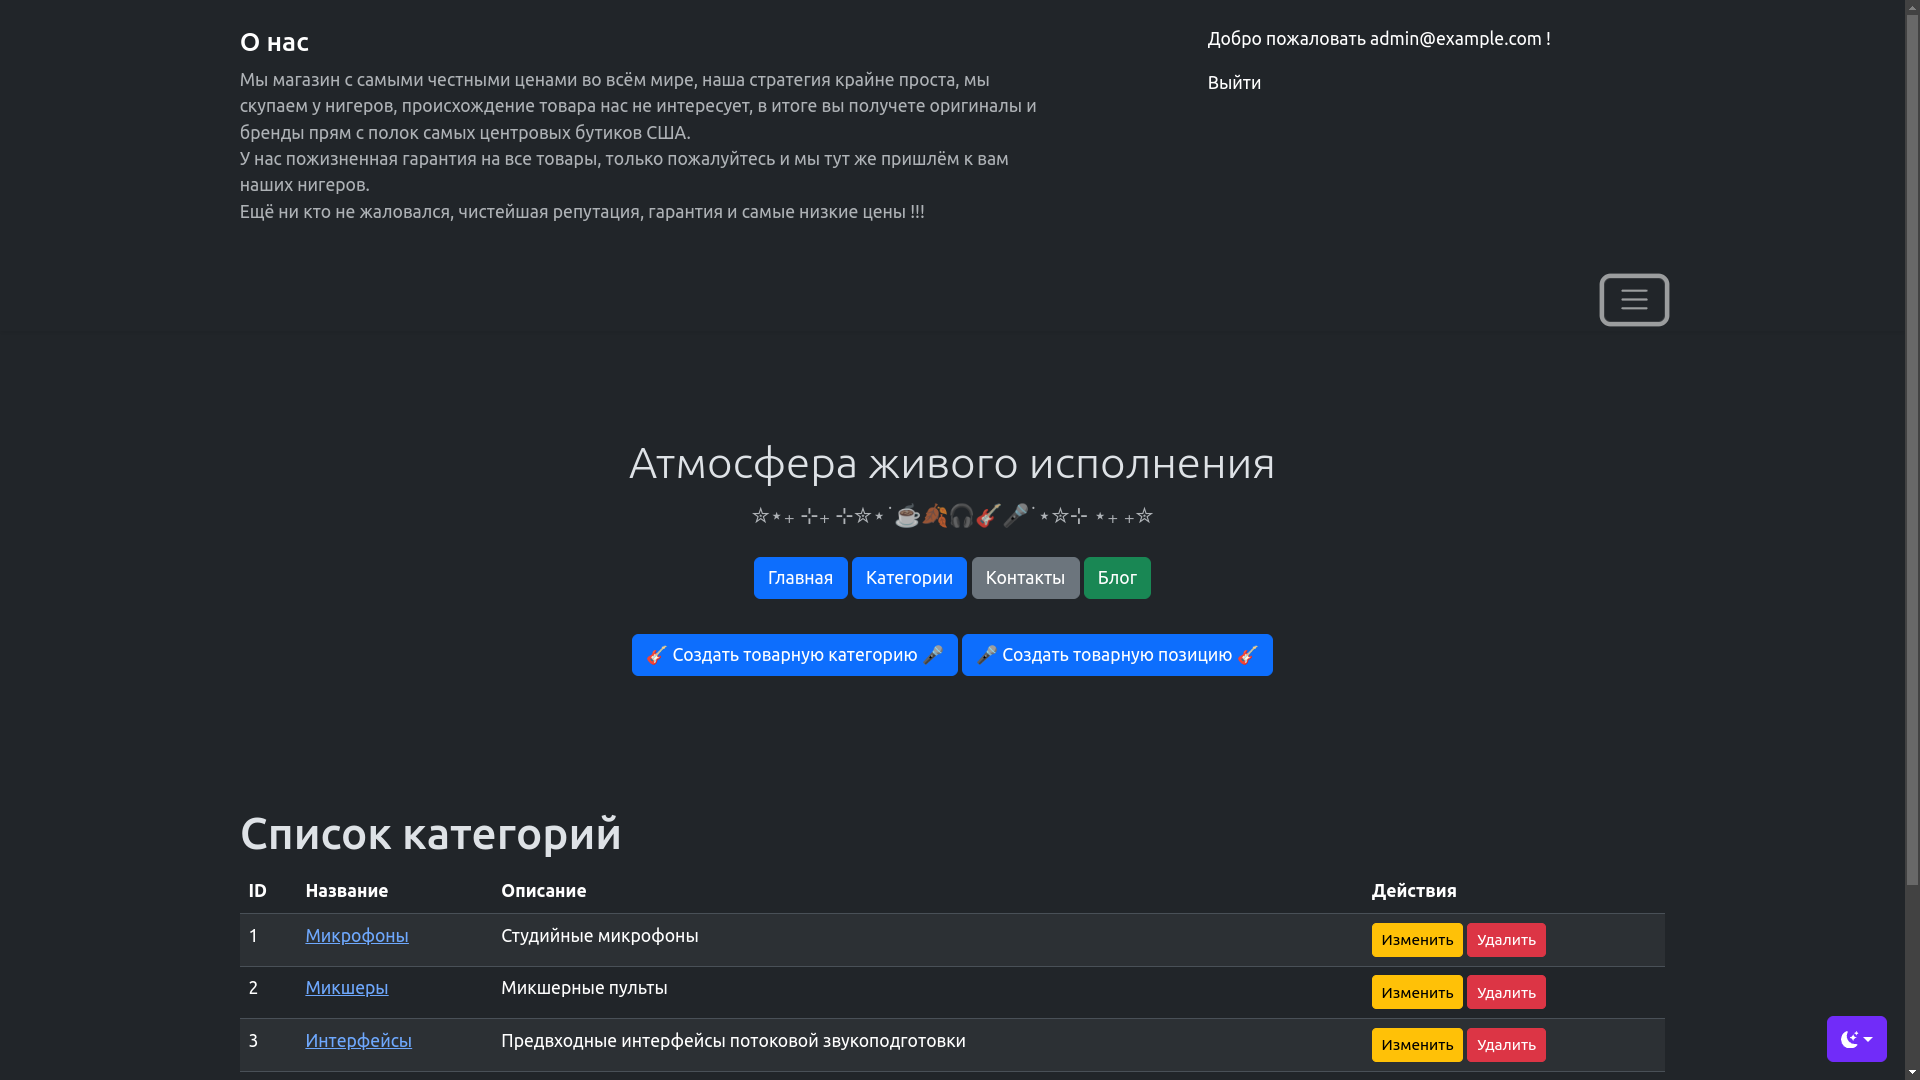 О нас
Мы магазин с самыми честными ценами во всём мире, наша стратегия крайне проста, мы
скупаем у нигеров, происхождение товара нас не интересует, в итоге вы получете оригиналы и
бренды прям с полок самых центровых бутиков США.
У нас пожизненная гарантия на все товары, только пожалуйтесь и мы тут же пришлём к вам
наших нигеров.
Ещё ни кто не жаловался, чистейшая репутация, гарантия и самые низкие цены !!!
Добро пожаловать admin@example.com !
Выйти
Атмосфера живого исполнения
✮⋆₊ ⊹₊ ⊹✮⋆˙☕🍂🎧🎸🎤˙⋆✮⊹ ⋆₊ ₊✮
Главная Категории Контакты Блог
🎸 Создать товарную категорию 🎤 🎤 Создать товарную позицию 🎸
Список категорий
ID Название Описание Действия
1 Микрофоны Студийные микрофоны Изменить Удалить
2 Микшеры Микшерные пульты Изменить Удалить
3 Интерфейсы Предвходные интерфейсы потоковой звукоподготовки Изменить Удалить